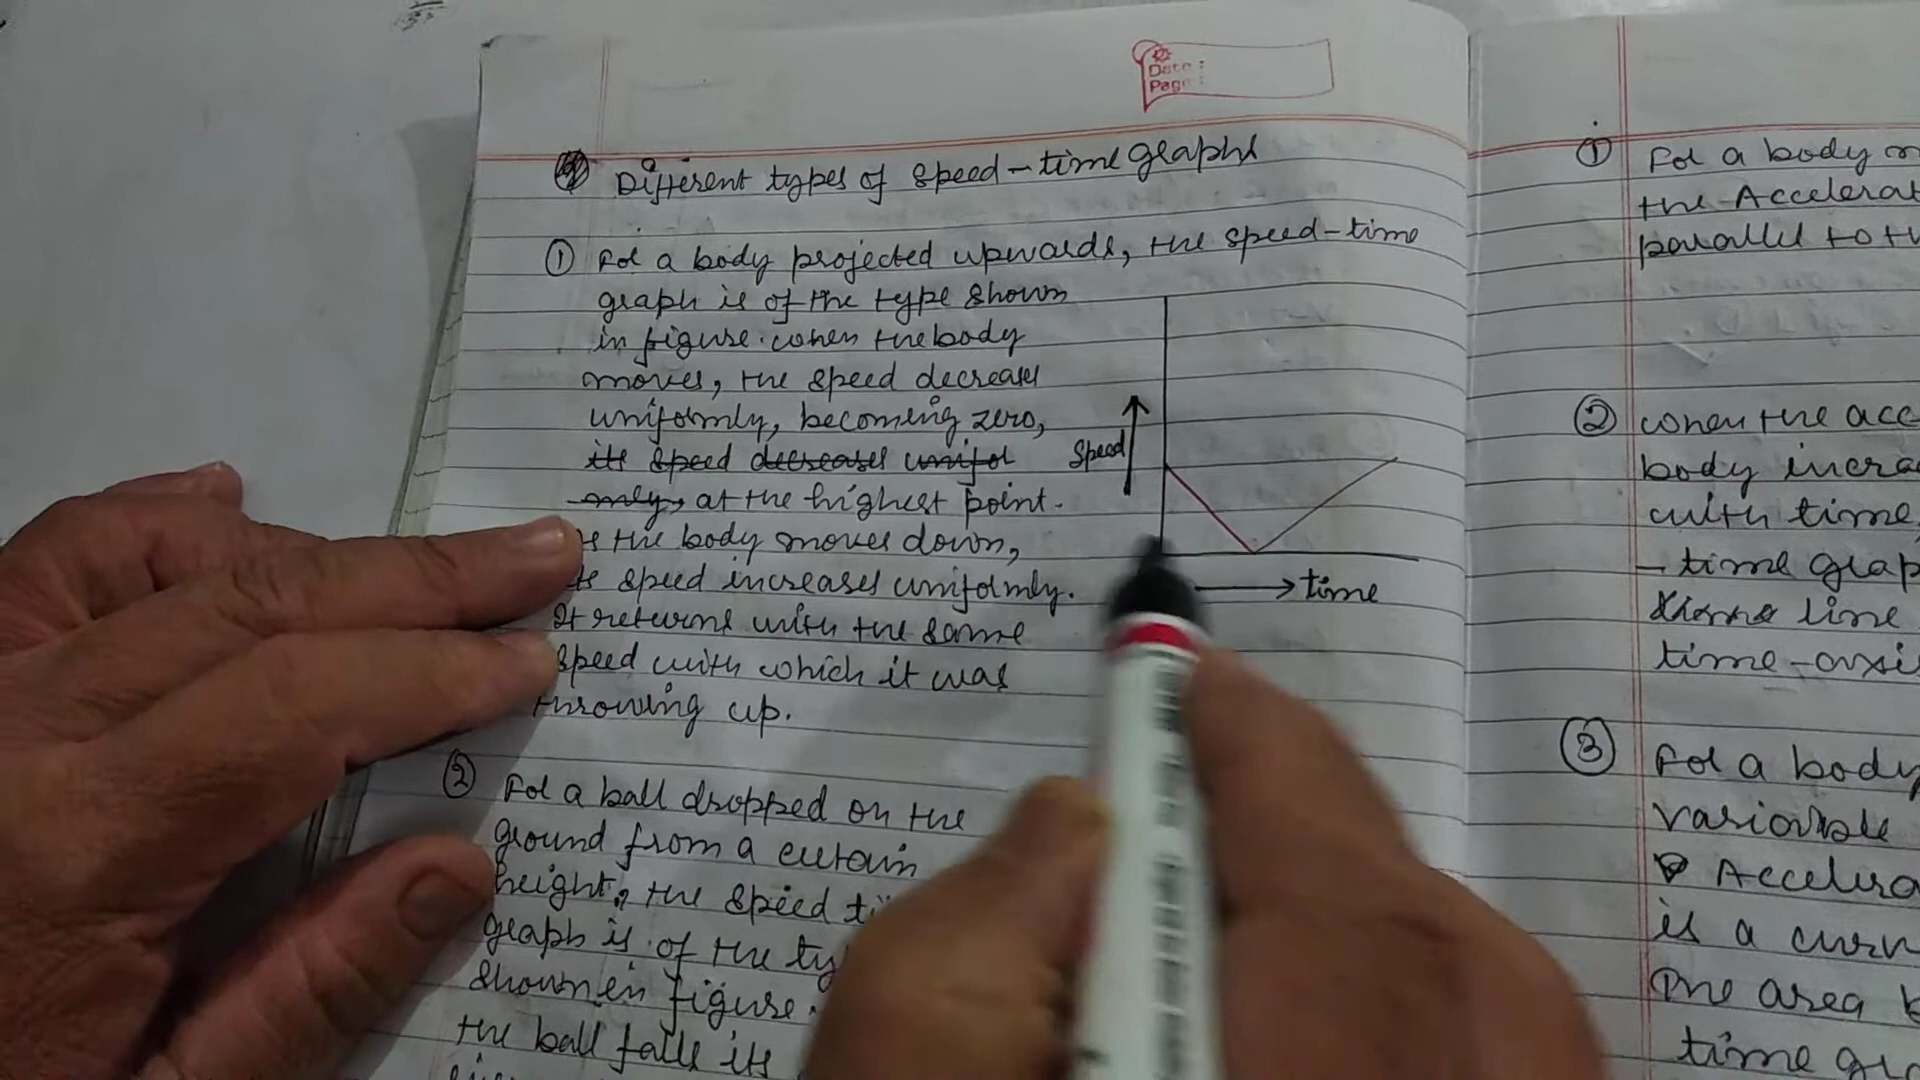 Date :
Page :
Different types of speed-time graphs
① For a body projected upwards, the speed-time
graph is of the type shown
in figure. when the body
moves, the speed decreases
uniformly, becoming zero,
its speed decreases unifor
mly, at the highest point.
the body moves down,
speed increases uniformly.
It returns with the same
speed with which it was
throwing up.
Speed
time
② For a ball dropped on the
ground from a certain
height, the speed ti
graph is of the ty
shown in figure.
the ball falls its
① For a body m
the Accelerat
parallel to t
② when the acc
body increa
with time,
-time grap
line
time-axis
③ For a body
variable
Accelera
is a curv
The area b
time gr